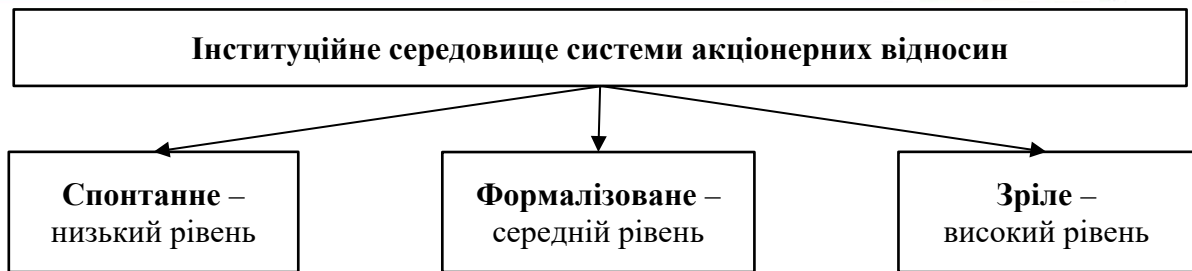 Інституційне середовище системи акціонерних відносин
Спонтанне –
низький рівень
Формалізоване –
середній рівень
Зріле –
високий рівень